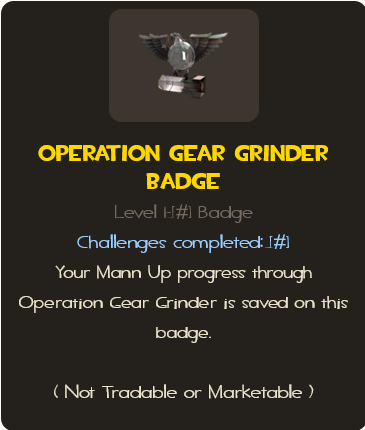 OPERATION GEAR GRINDER
BADGE
Level 1-[#] Badge
Challenges completed: [#]
Your Mann Up progress through
Operation Gear Grinder is saved on this
badge.
( Not Tradable or Marketable )